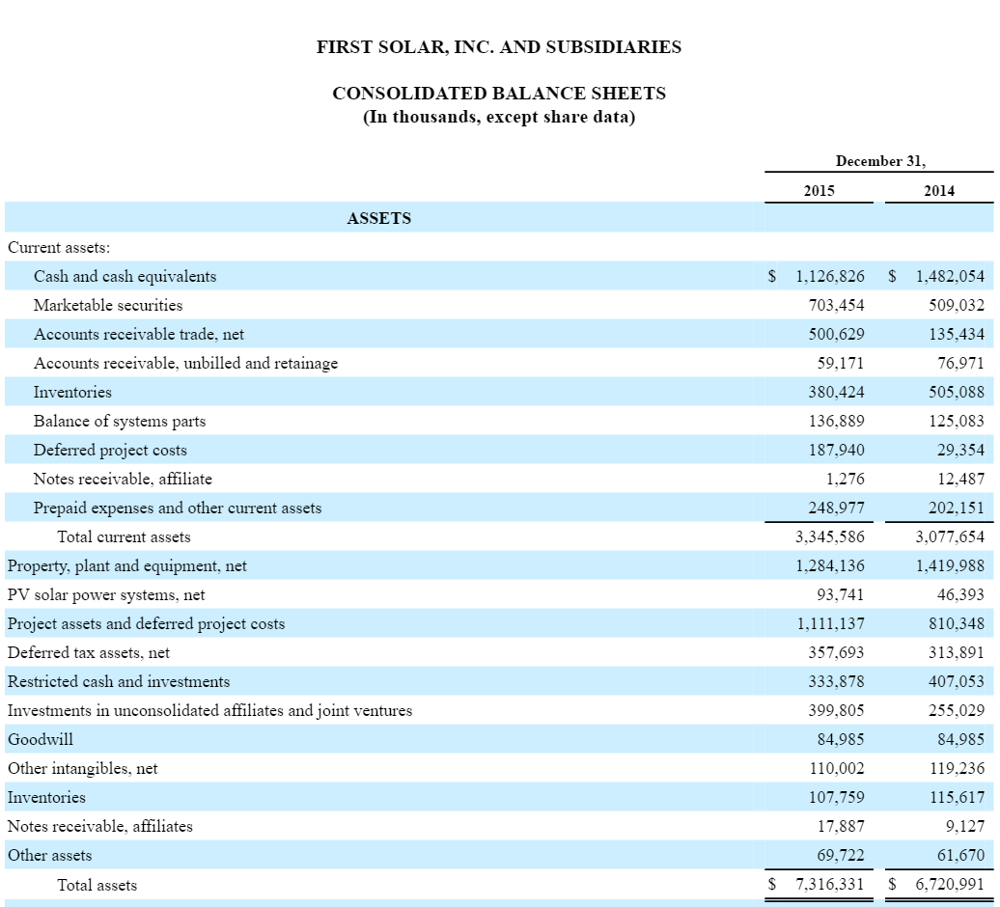 FIRST SOLAR, INC. AND SUBSIDIARIES
CONSOLIDATED BALANCE SHEETS
(In thousands, except share data)
December 31,
2015 2014
ASSETS
Current assets:
Cash and cash equivalents $ 1,126,826 $ 1,482,054
Marketable securities 703,454 509,032
Accounts receivable trade, net 500,629 135,434
Accounts receivable, unbilled and retainage 59,171 76,971
Inventories 380,424 505,088
Balance of systems parts 136,889 125,083
Deferred project costs 187,940 29,354
Notes receivable, affiliate 1,276 12,487
Prepaid expenses and other current assets 248,977 202,151
Total current assets 3,345,586 3,077,654
Property, plant and equipment, net 1,284,136 1,419,988
PV solar power systems, net 93,741 46,393
Project assets and deferred project costs 1,111,137 810,348
Deferred tax assets, net 357,693 313,891
Restricted cash and investments 333,878 407,053
Investments in unconsolidated affiliates and joint ventures 399,805 255,029
Goodwill 84,985 84,985
Other intangibles, net 110,002 119,236
Inventories 107,759 115,617
Notes receivable, affiliates 17,887 9,127
Other assets 69,722 61,670
Total assets $ 7,316,331 $ 6,720,991